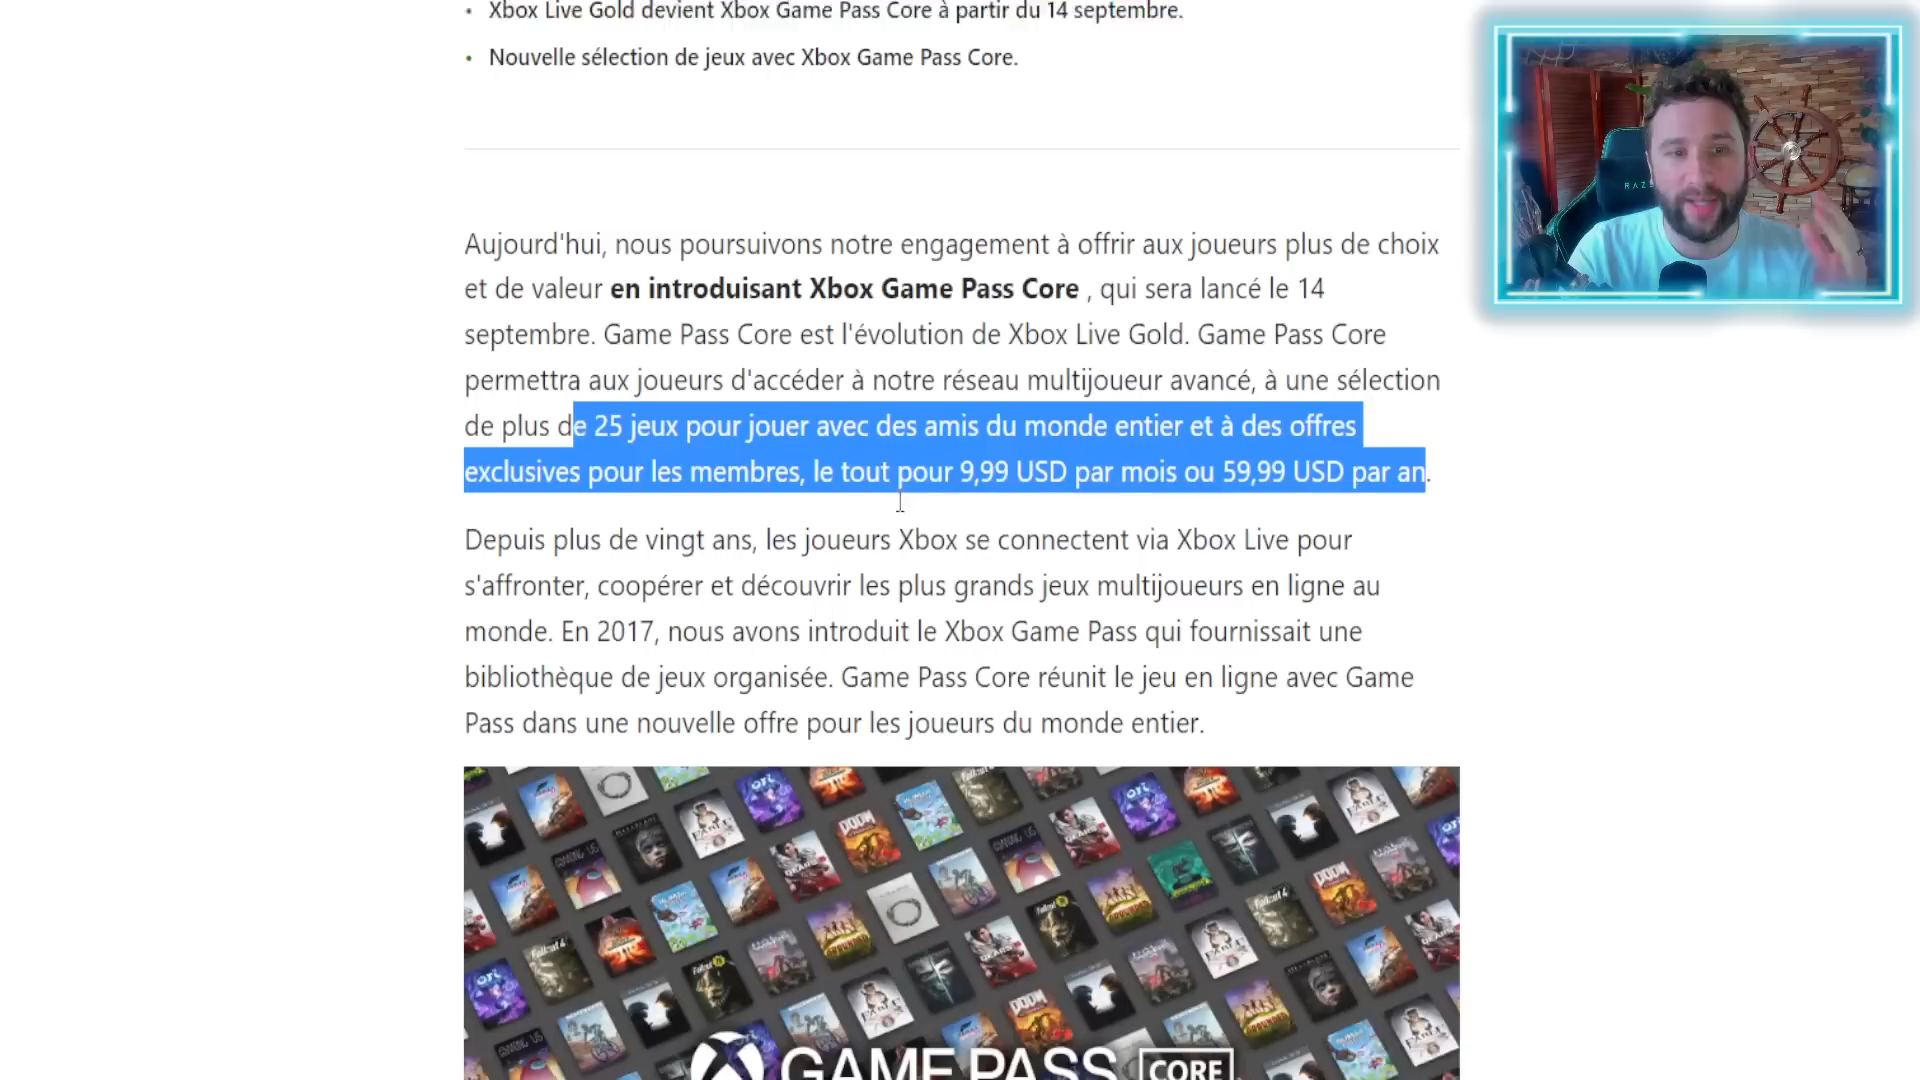 • Xbox Live Gold devient Xbox Game Pass Core à partir du 14 septembre.
• Nouvelle sélection de jeux avec Xbox Game Pass Core.
Aujourd'hui, nous poursuivons notre engagement à offrir aux joueurs plus de choix
et de valeur en introduisant Xbox Game Pass Core , qui sera lancé le 14
septembre. Game Pass Core est l'évolution de Xbox Live Gold. Game Pass Core
permettra aux joueurs d'accéder à notre réseau multijoueur avancé, à une sélection
de plus de 25 jeux pour jouer avec des amis du monde entier et à des offres
exclusives pour les membres, le tout pour 9,99 USD par mois ou 59,99 USD par an.
Depuis plus de vingt ans, les joueurs Xbox se connectent via Xbox Live pour
s'affronter, coopérer et découvrir les plus grands jeux multijoueurs en ligne au
monde. En 2017, nous avons introduit le Xbox Game Pass qui fournissait une
bibliothèque de jeux organisée. Game Pass Core réunit le jeu en ligne avec Game
Pass dans une nouvelle offre pour les joueurs du monde entier.
GAME PASS CORE